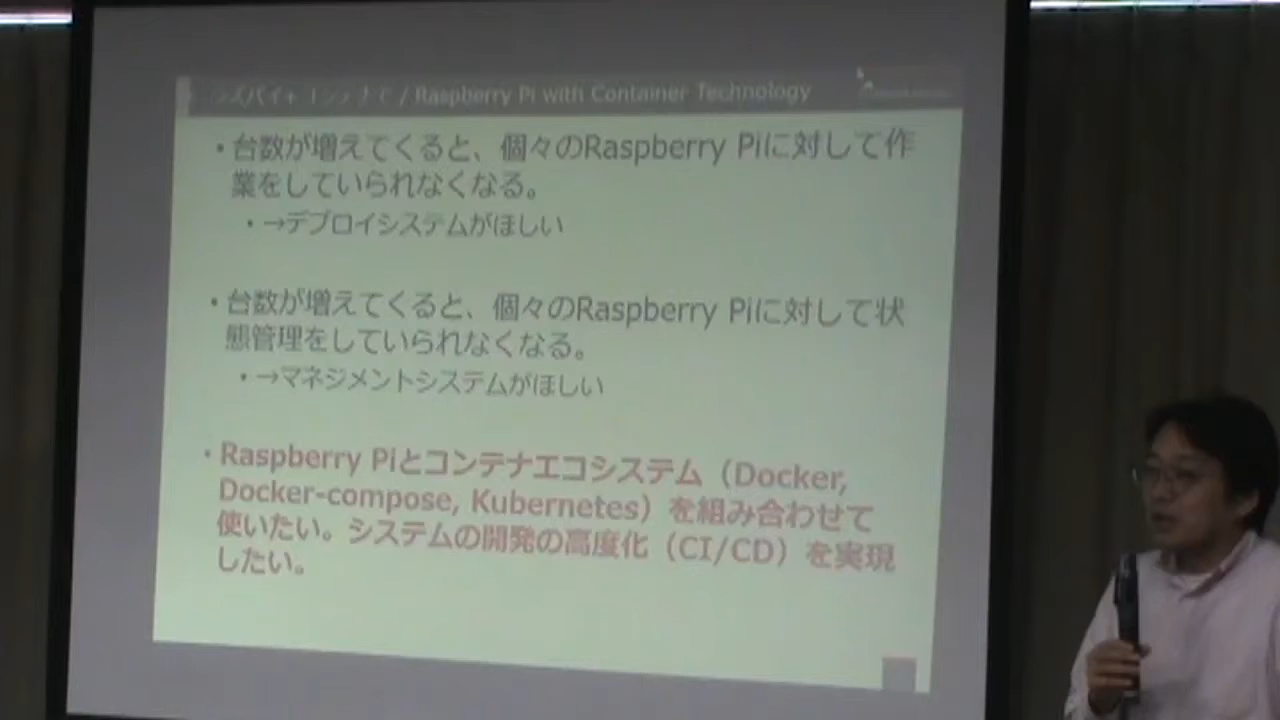 / Raspberry Pi with Container Technology
・台数が増えてくると、個々のRaspberry Piに対して作
業をしていられなくなる。
・→デプロイシステムがほしい
・台数が増えてくると、個々のRaspberry Piに対して状
態管理をしていられなくなる。
・→マネジメントシステムがほしい
・Raspberry Piとコンテナエコシステム（Docker,
Docker-compose, Kubernetes）を組み合わせて
使いたい。システムの開発の高度化（CI/CD）を実現
したい。